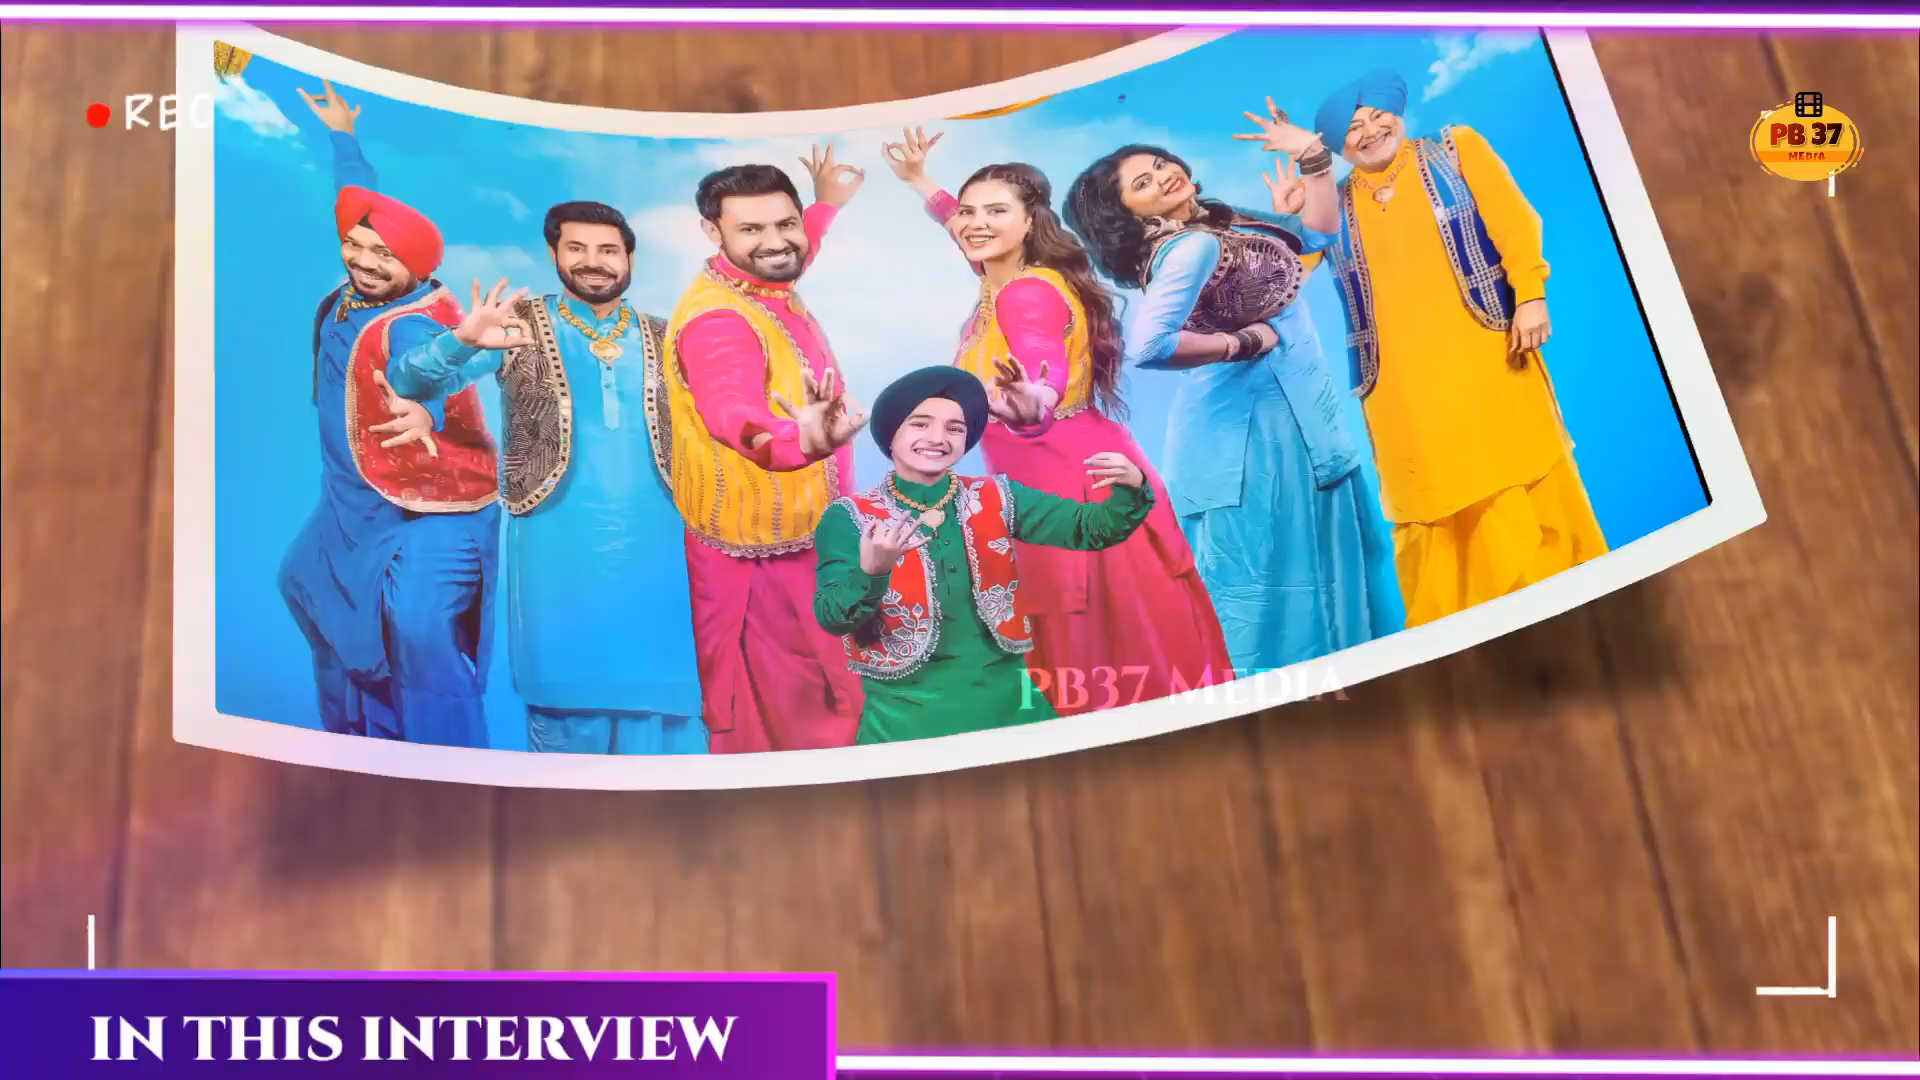 REC
PB 37
MEDIA
PB37 MEDIA
IN THIS INTERVIEW